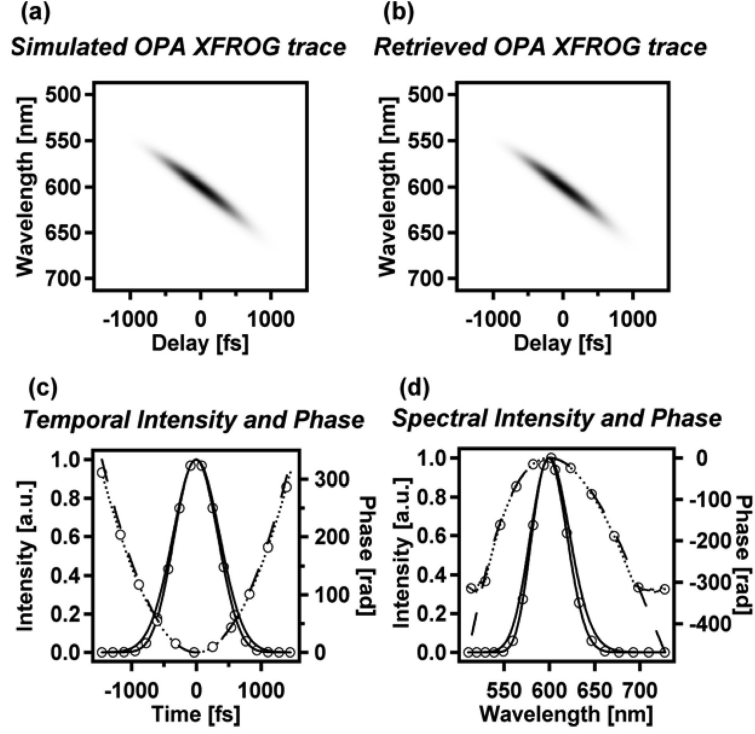 (a)
Simulated OPA XFROG trace
Wavelength [nm]
500
550
600
650
700
-1000 0 1000
Delay [fs]
(b)
Retrieved OPA XFROG trace
Wavelength [nm]
500
550
600
650
700
-1000 0 1000
Delay [fs]
(c)
Temporal Intensity and Phase
Intensity [a.u.]
1.0
0.8
0.6
0.4
0.2
0.0
300
200
100
0
Phase [rad]
-1000 0 1000
Time [fs]
(d)
Spectral Intensity and Phase
Intensity [a.u.]
1.0
0.8
0.6
0.4
0.2
0.0
0
-100
-200
-300
-400
Phase [rad]
550 600 650 700
Wavelength [nm]